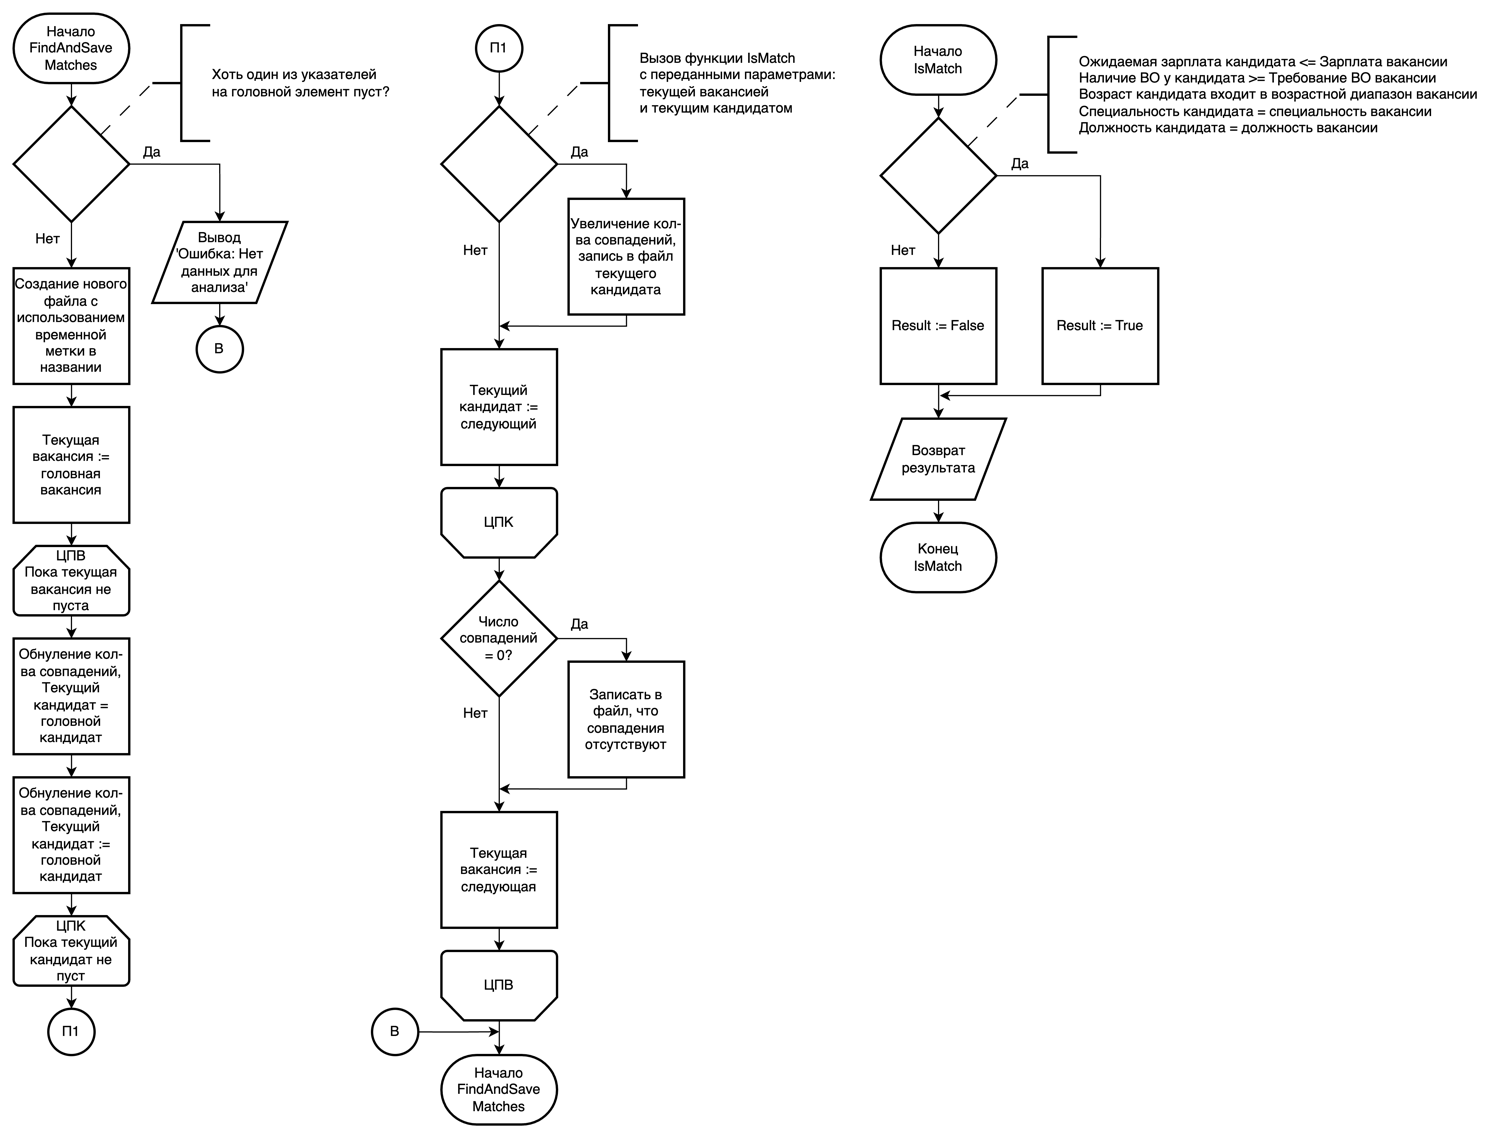 Начало
FindAndSave
Matches
Хоть один из указателей
на головной элемент пуст?
Да
Нет
Вывод
'Ошибка: Нет
данных для
анализа'
В
Создание нового
файла с
использованием
временной
метки в
названии
Текущая
вакансия :=
головная
вакансия
ЦПВ
Пока текущая
вакансия не
пуста
Обнуление кол-
ва совпадений,
Текущий
кандидат =
головной
кандидат
Обнуление кол-
ва совпадений,
Текущий
кандидат :=
головной
кандидат
ЦПК
Пока текущий
кандидат не
пуст
П1
П1
Вызов функции IsMatch
с переданными параметрами:
текущей вакансией
и текущим кандидатом
Да
Нет
Увеличение кол-
ва совпадений,
запись в файл
текущего
кандидата
Текущий
кандидат :=
следующий
ЦПК
Число
совпадений
= 0?
Да
Нет
Записать в
файл, что
совпадения
отсутствуют
Текущая
вакансия :=
следующая
ЦПВ
В
Начало
FindAndSave
Matches
Начало
IsMatch
Ожидаемая зарплата кандидата <= Зарплата вакансии
Наличие ВО у кандидата >= Требование ВО вакансии
Возраст кандидата входит в возрастной диапазон вакансии
Специальность кандидата = специальность вакансии
Должность кандидата = должность вакансии
Да
Нет
Result := False
Result := True
Возврат
результата
Конец
IsMatch